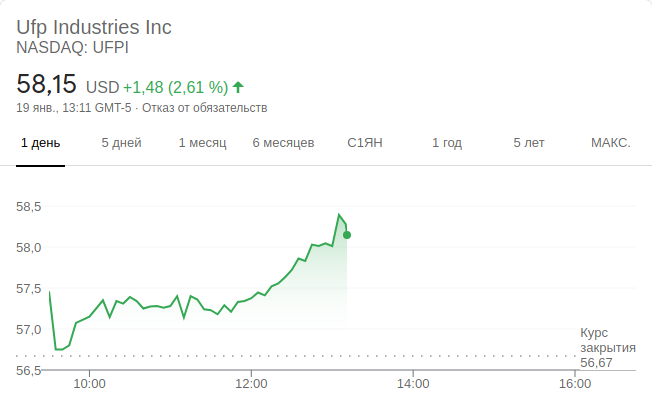 Ufp Industries Inc
NASDAQ: UFPI
58,15 USD +1,48 (2,61 %)
19 янв., 13:11 GMT-5 · Отказ от обязательств
1 день 5 дней 1 месяц 6 месяцев С1ЯН 1 год 5 лет МАКС.
58,5
58,0
57,5
57,0
56,5
Курс
закрытия
56,67
10:00 12:00 14:00 16:00